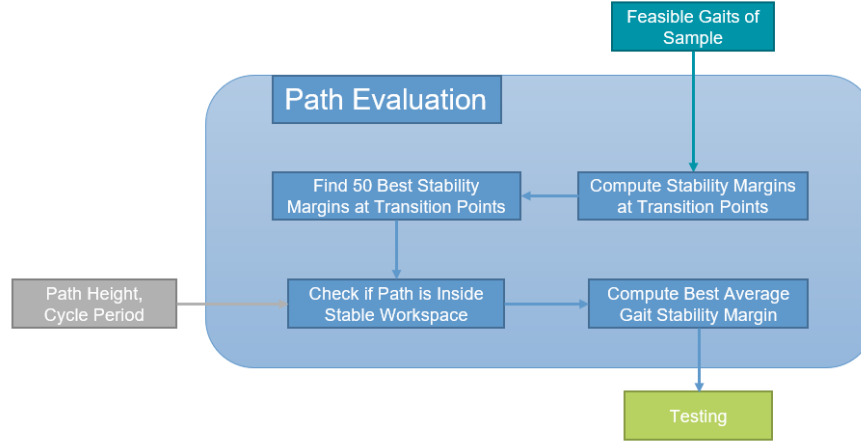 Feasible Gaits of
Sample
Path Evaluation
Find 50 Best Stability
Margins at Transition Points
Compute Stability Margins
at Transition Points
Path Height,
Cycle Period
Check if Path is Inside
Stable Workspace
Compute Best Average
Gait Stability Margin
Testing